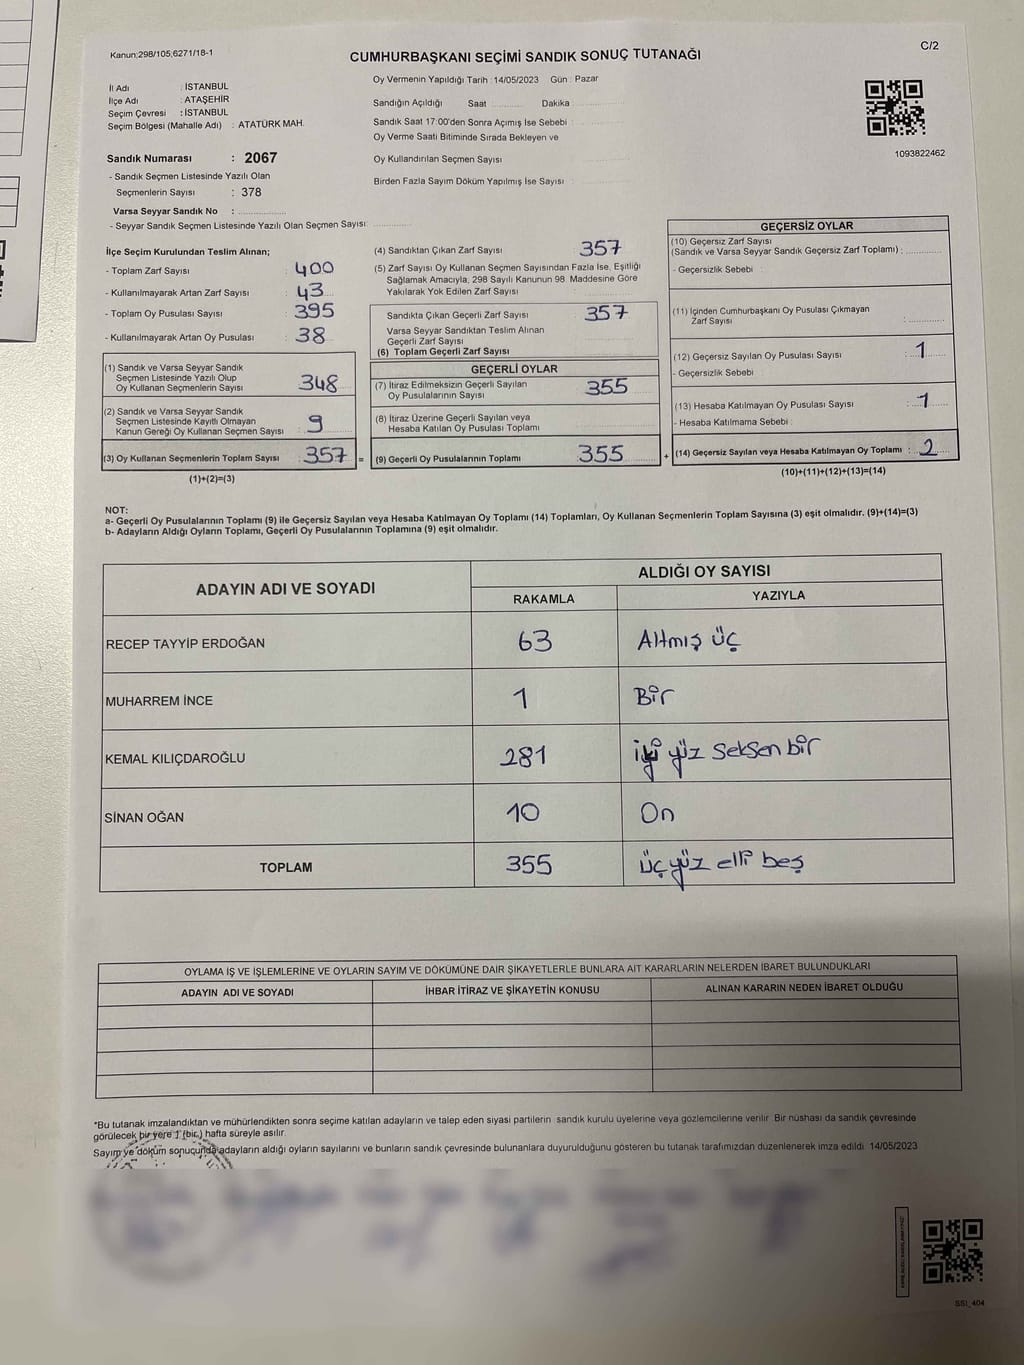 Kanun:298/105;6271/18-1
CUMHURBAŞKANI SEÇİMİ SANDIK SONUÇ TUTANAĞI
C/2
İl Adı : İSTANBUL
İlçe Adı : ATAŞEHİR
Seçim Çevresi : İSTANBUL
Seçim Bölgesi (Mahalle Adı) : ATATÜRK MAH.
Sandık Numarası : 2067
- Sandık Seçmen Listesinde Yazılı Olan
Seçmenlerin Sayısı : 378
Varsa Seyyar Sandık No :
- Seyyar Sandık Seçmen Listesinde Yazılı Olan Seçmen Sayısı:
Oy Vermenin Yapıldığı Tarih : 14/05/2023 Gün : Pazar
Sandığın Açıldığı Saat Dakika
Sandık Saat 17:00'den Sonra Açımış İse Sebebi :
Oy Verme Saati Bitiminde Sırada Bekleyen ve
Oy Kullandırılan Seçmen Sayısı
Birden Fazla Sayım Döküm Yapılmış İse Sayısı :
1093822462
İlçe Seçim Kurulundan Teslim Alınan;
- Toplam Zarf Sayısı : 400
- Kullanılmayarak Artan Zarf Sayısı : 43
- Toplam Oy Pusulası Sayısı : 395
- Kullanılmayarak Artan Oy Pusulası : 38
(1) Sandık ve Varsa Seyyar Sandık
Seçmen Listesinde Yazılı Olup
Oy Kullanan Seçmenlerin Sayısı : 348
(2) Sandık ve Varsa Seyyar Sandık
Seçmen Listesinde Kayıtlı Olmayan
Kanun Gereği Oy Kullanan Seçmen Sayısı : 9
(3) Oy Kullanan Seçmenlerin Toplam Sayısı : 357 =
(1)+(2)=(3)
(4) Sandıktan Çıkan Zarf Sayısı 357
(5) Zarf Sayısı Oy Kullanan Seçmen Sayısından Fazla İse, Eşitliği
Sağlamak Amacıyla, 298 Sayılı Kanunun 98. Maddesine Göre
Yakılarak Yok Edilen Zarf Sayısı
Sandıkta Çıkan Geçerli Zarf Sayısı : 357
Varsa Seyyar Sandıktan Teslim Alınan
Geçerli Zarf Sayısı
(6) Toplam Geçerli Zarf Sayısı
GEÇERLİ OYLAR
(7) İtiraz Edilmeksizin Geçerli Sayılan
Oy Pusulalarının Sayısı : 355
(8) İtiraz Üzerine Geçerli Sayılan veya
Hesaba Katılan Oy Pusulası Toplamı
(9) Geçerli Oy Pusulalarının Toplamı : 355 +
GEÇERSİZ OYLAR
(10) Geçersiz Zarf Sayısı
(Sandık ve Varsa Seyyar Sandık Geçersiz Zarf Toplamı) :
- Geçersizlik Sebebi :
(11) İçinden Cumhurbaşkanı Oy Pusulası Çıkmayan
Zarf Sayısı :
(12) Geçersiz Sayılan Oy Pusulası Sayısı : 1
- Geçersizlik Sebebi :
(13) Hesaba Katılmayan Oy Pusulası Sayısı : 1
- Hesaba Katılmama Sebebi :
(14) Geçersiz Sayılan veya Hesaba Katılmayan Oy Toplamı : 2
(10)+(11)+(12)+(13)=(14)
NOT:
a- Geçerli Oy Pusulalarının Toplamı (9) ile Geçersiz Sayılan veya Hesaba Katılmayan Oy Toplamı (14) Toplamları, Oy Kullanan Seçmenlerin Toplam Sayısına (3) eşit olmalıdır. (9)+(14)=(3)
b- Adayların Aldığı Oyların Toplamı, Geçerli Oy Pusulalarının Toplamına (9) eşit olmalıdır.
ADAYIN ADI VE SOYADI ALDIĞI OY SAYISI
RAKAMLA YAZIYLA
RECEP TAYYİP ERDOĞAN 63 Altmış üç
MUHARREM İNCE 1 Bir
KEMAL KILIÇDAROĞLU 281 iki yüz seksen bir
SİNAN OĞAN 10 On
TOPLAM 355 üç yüz elli beş
OYLAMA İŞ VE İŞLEMLERİNE VE OYLARIN SAYIM VE DÖKÜMÜNE DAİR ŞİKAYETLERLE BUNLARA AİT KARARLARIN NELERDEN İBARET BULUNDUKLARI
ADAYIN ADI VE SOYADI İHBAR İTİRAZ VE ŞİKAYETİN KONUSU ALINAN KARARIN NEDEN İBARET OLDUĞU
*Bu tutanak imzalandıktan ve mühürlendikten sonra seçime katılan adayların ve talep eden siyasi partilerin sandık kurulu üyelerine veya gözlemcilerine verilir. Bir nüshası da sandık çevresinde
görülecek bir yere 1 (bir) hafta süreyle asılır.
Sayım ve döküm sonucunda adayların aldığı oyların sayılarını ve bunların sandık çevresinde bulunanlara duyurulduğunu gösteren bu tutanak tarafımızdan düzenlenerek imza edildi. 14/05/2023
SSI_404